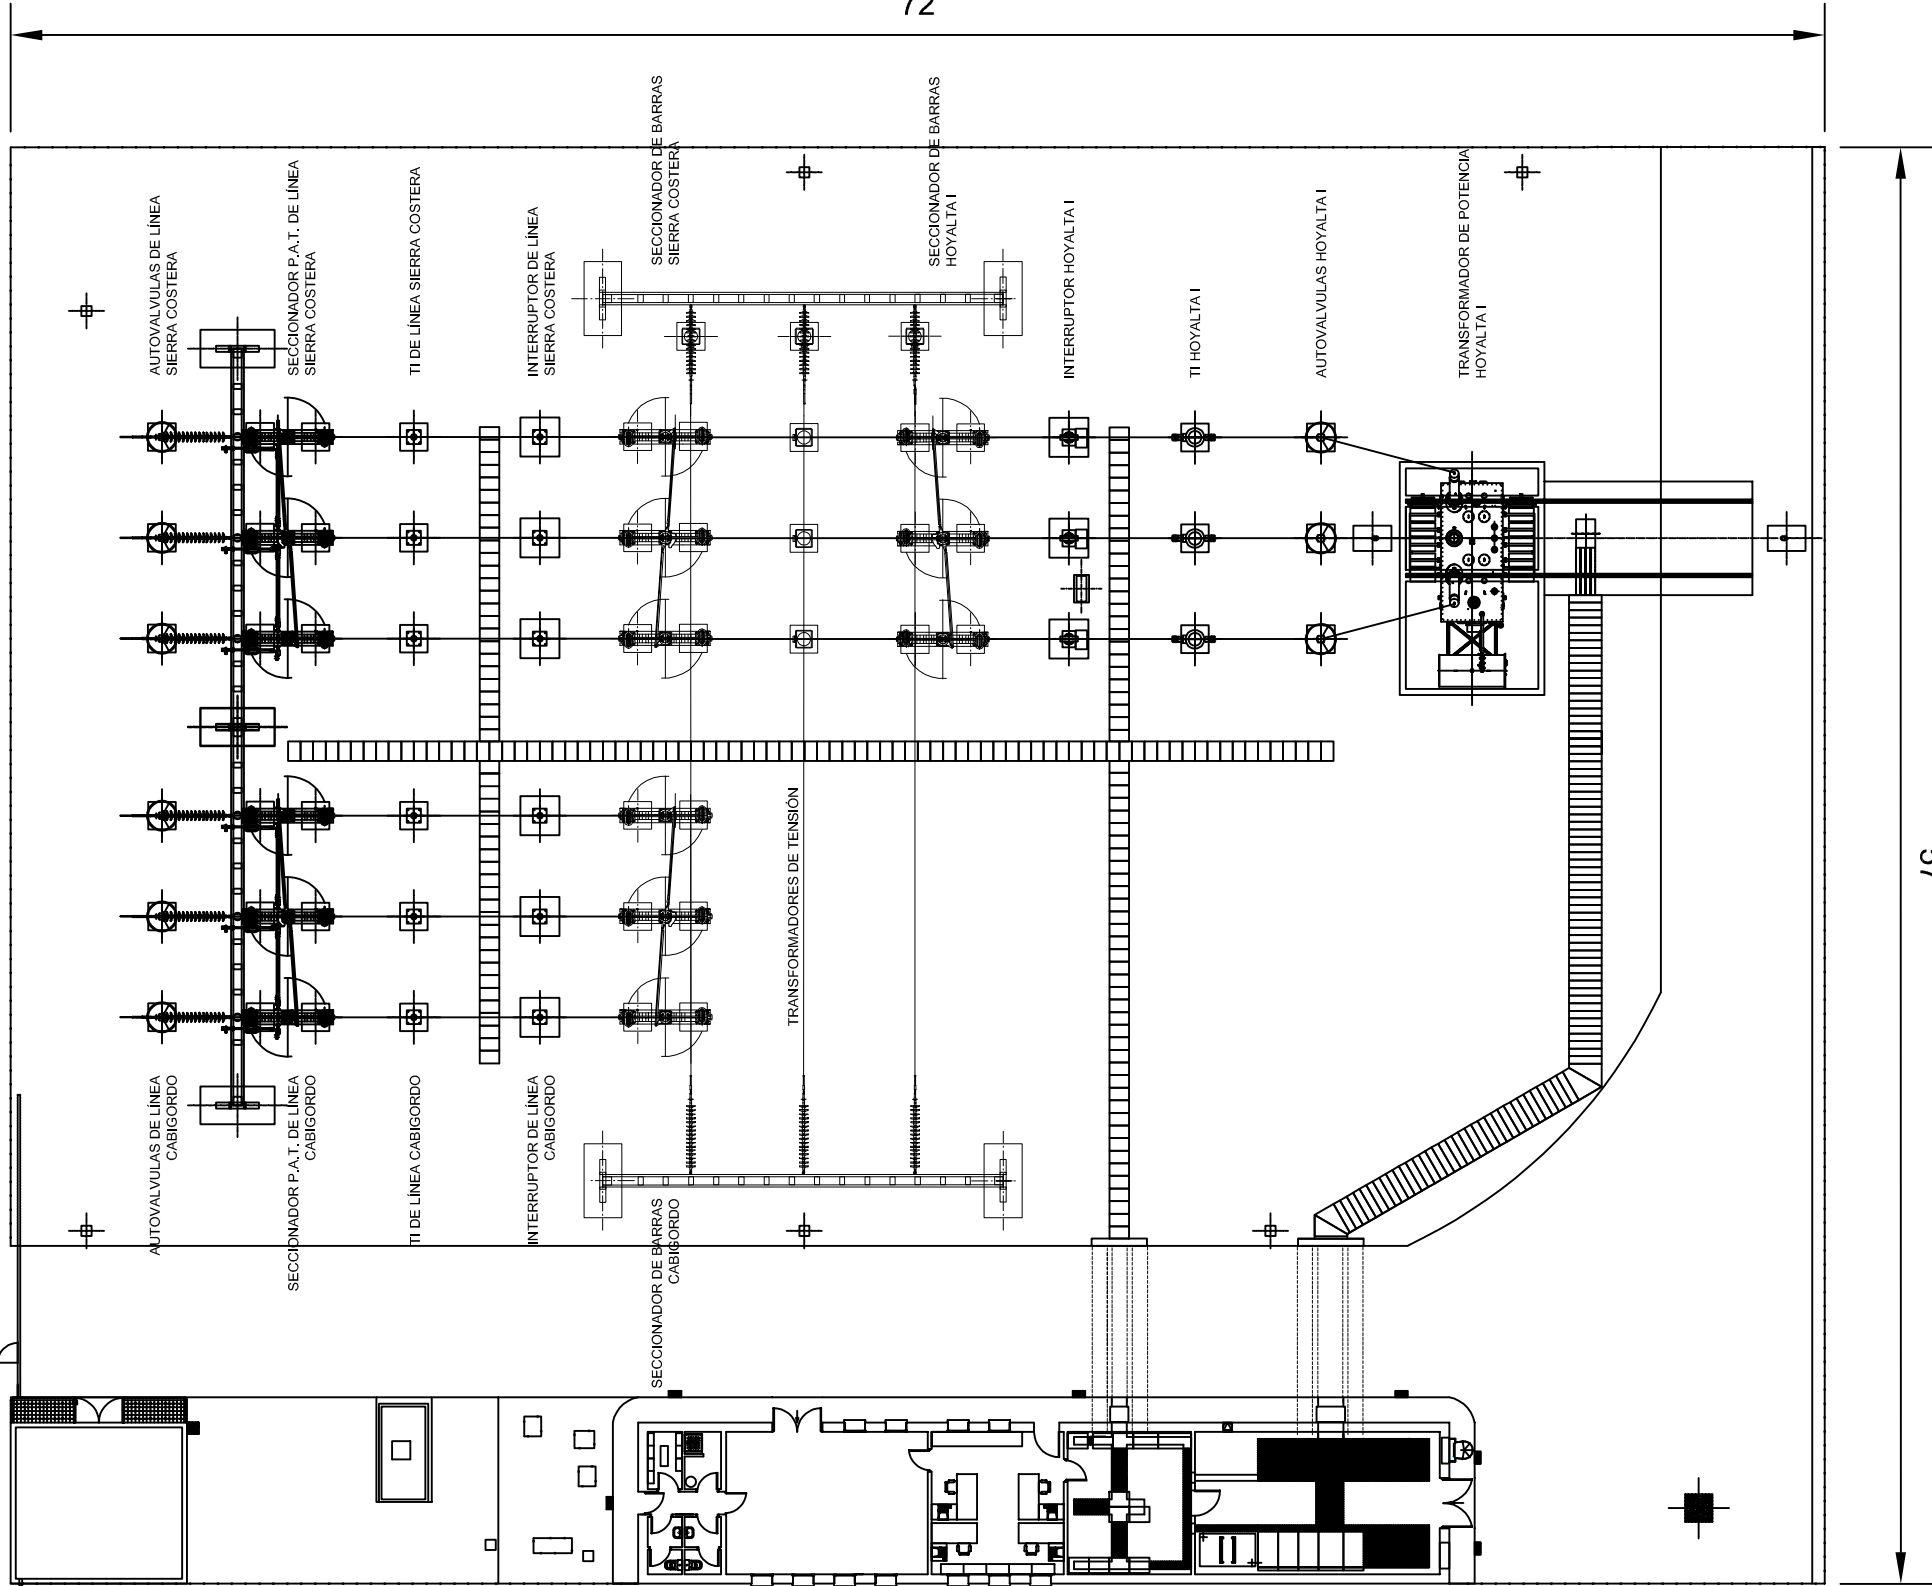 72
AUTOVALVULAS DE LÍNEA
SIERRA COSTERA
SECCIONADOR P.A.T. DE LÍNEA
SIERRA COSTERA
TI DE LÍNEA SIERRA COSTERA
INTERRUPTOR DE LÍNEA
SIERRA COSTERA
SECCIONADOR DE BARRAS
SIERRA COSTERA
SECCIONADOR DE BARRAS
HOYALTA I
INTERRUPTOR HOYALTA I
TI HOYALTA I
AUTOVALVULAS HOYALTA I
TRANSFORMADOR DE POTENCIA
HOYALTA I
TRANSFORMADORES DE TENSIÓN
AUTOVALVULAS DE LÍNEA
CABIGORDO
SECCIONADOR P.A.T. DE LÍNEA
CABIGORDO
TI DE LÍNEA CABIGORDO
INTERRUPTOR DE LÍNEA
CABIGORDO
SECCIONADOR DE BARRAS
CABIGORDO